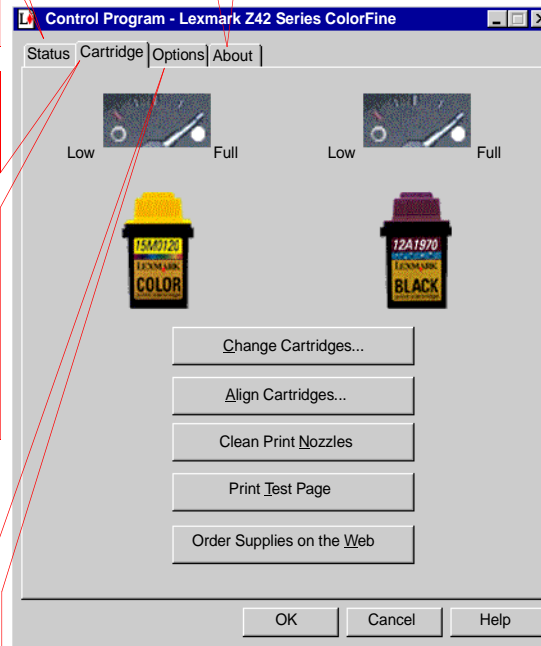 Control Program - Lexmark Z42 Series ColorFine
Status Cartridge Options About
Low Full Low Full
15M0120
LEXMARK
COLOR
12A1970
LEXMARK
BLACK
Change Cartridges...
Align Cartridges...
Clean Print Nozzles
Print Test Page
Order Supplies on the Web
OK Cancel Help